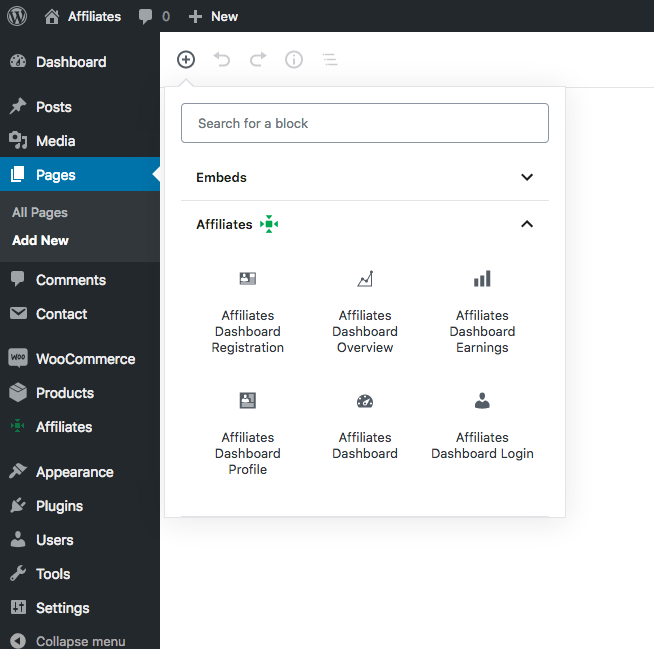 Affiliates 0 New
Dashboard
Posts
Media
Pages
All Pages
Add New
Comments
Contact
WOO WooCommerce
Products
Affiliates
Appearance
Plugins
Users
Tools
Settings
Collapse menu
Search for a block
Embeds
Affiliates
Affiliates
Dashboard
Registration
Affiliates
Dashboard
Overview
Affiliates
Dashboard
Earnings
Affiliates
Dashboard
Profile
Affiliates
Dashboard
Affiliates
Dashboard Login